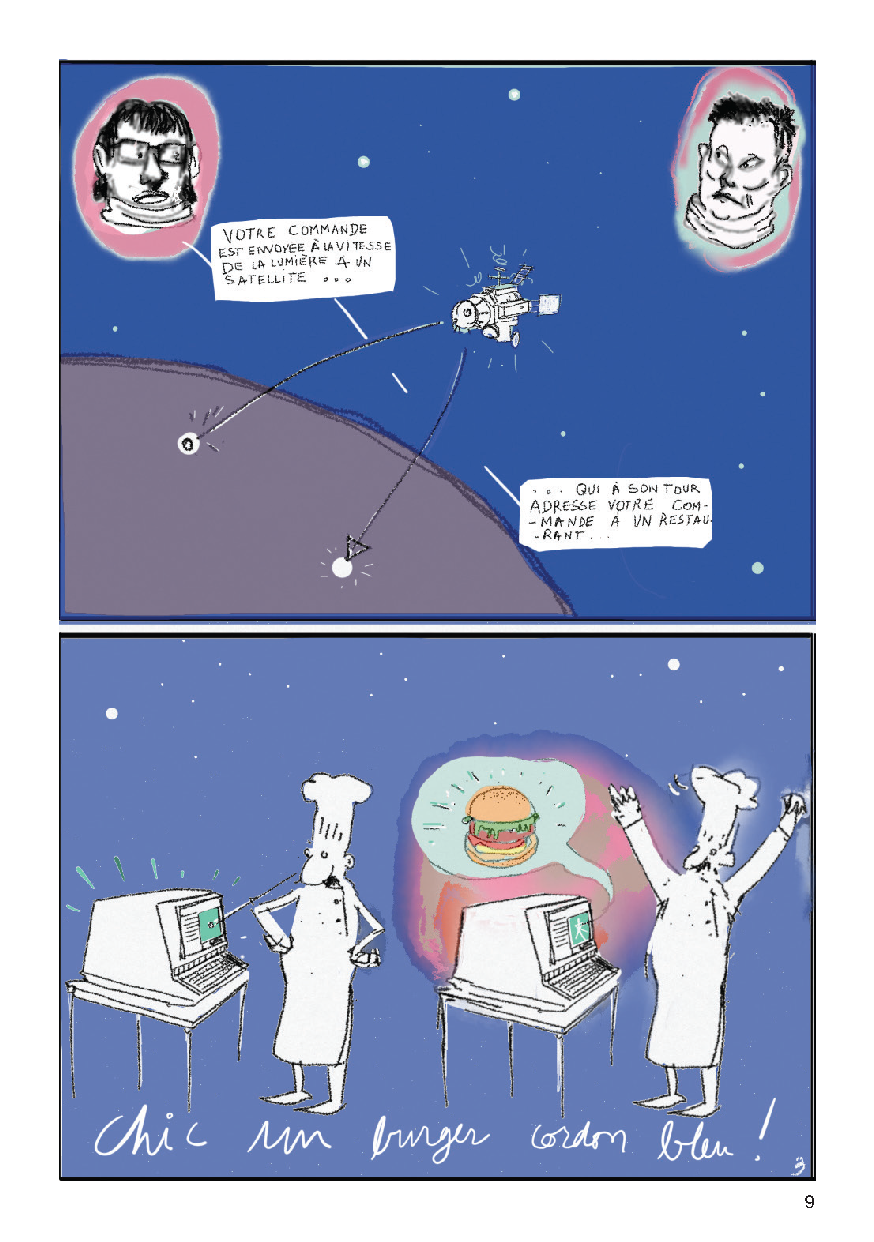 VOTRE COMMANDE
EST ENVOYEE À LA VITESSE
DE LA LUMIÈRE A UN
SATELLITE ...
... QUI À SON TOUR
ADRESSE VOTRE COM-
-MANDE A UN RESTAU-
-RANT...
Chic un burger cordon bleu !
3
9